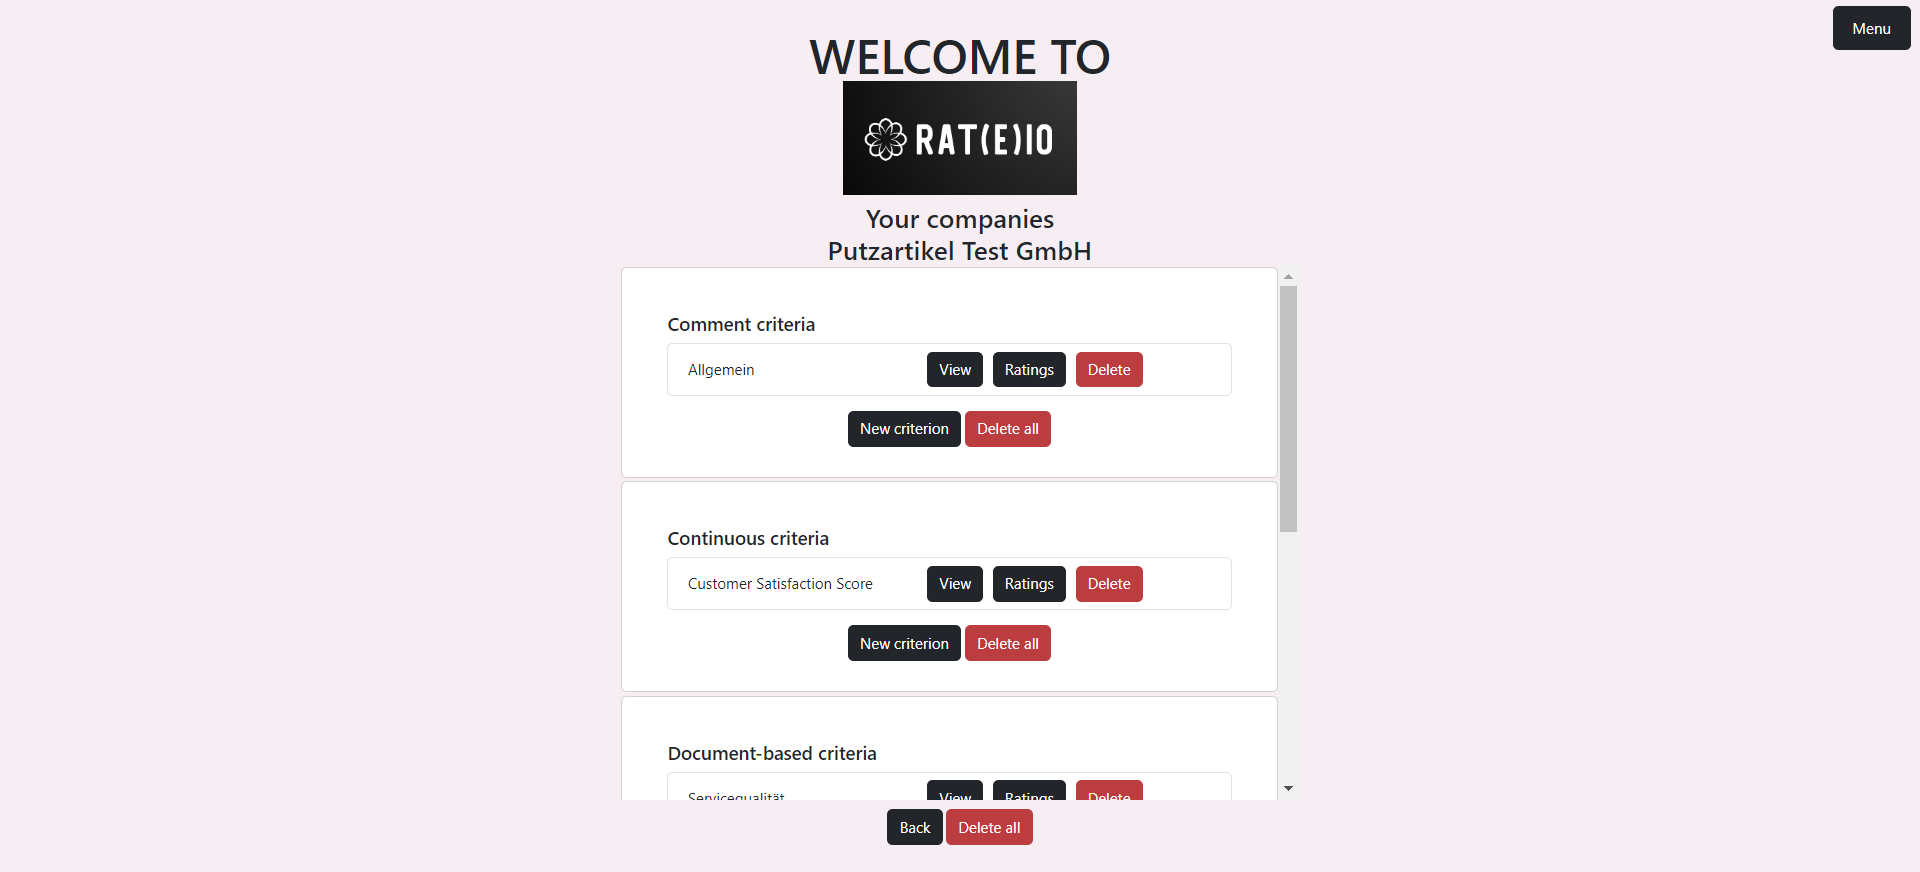 Menu
WELCOME TO
RAT(E)IO
Your companies
Putzartikel Test GmbH
Comment criteria
Allgemein View Ratings Delete
New criterion Delete all
Continuous criteria
Customer Satisfaction Score View Ratings Delete
New criterion Delete all
Document-based criteria
Servicequalität View Ratings Delete
Back Delete all